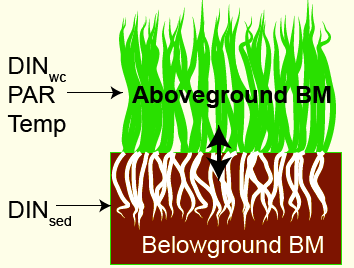 DINwc
PAR
Temp
Aboveground BM
DINsed
Belowground BM